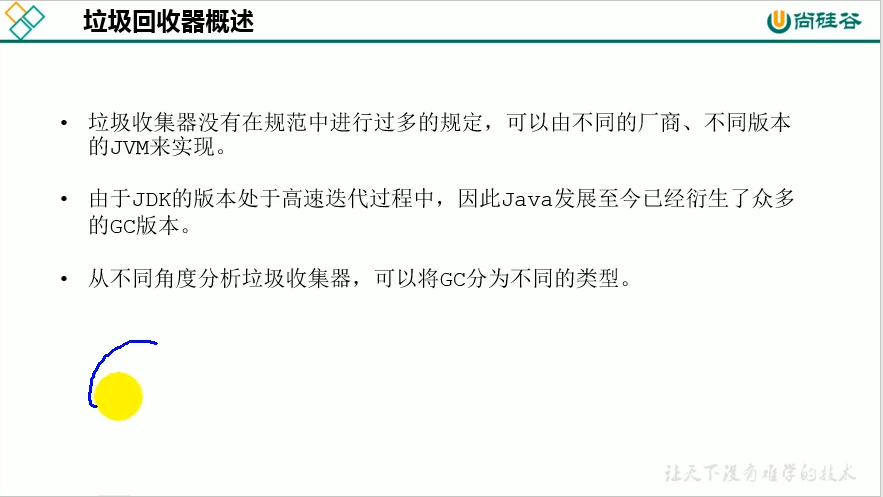 垃圾回收器概述
尚硅谷
• 垃圾收集器没有在规范中进行过多的规定，可以由不同的厂商、不同版本
的JVM来实现。
• 由于JDK的版本处于高速迭代过程中，因此Java发展至今已经衍生了众多
的GC版本。
• 从不同角度分析垃圾收集器，可以将GC分为不同的类型。
让天下没有难学的技术